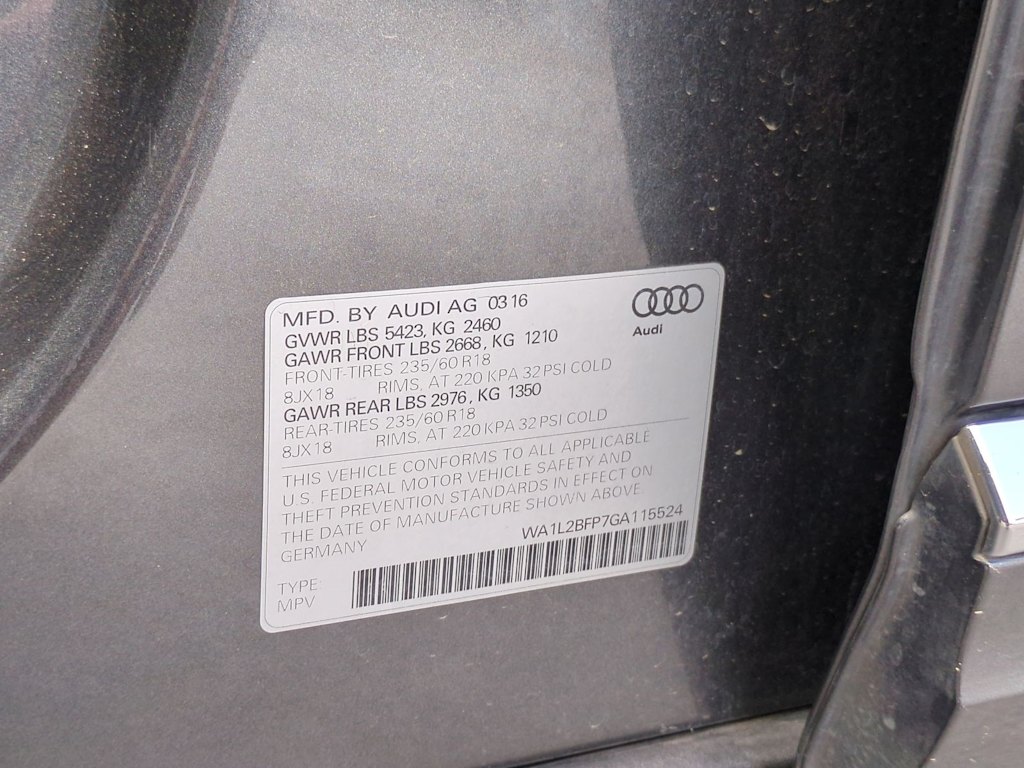 MFD. BY AUDI AG 03 16
GVWR LBS 5423, KG 2460
GAWR FRONT LBS 2668, KG 1210
FRONT-TIRES 235/60 R18
8JX18 RIMS, AT 220 KPA 32 PSI COLD
GAWR REAR LBS 2976, KG 1350
REAR-TIRES 235/60 R18
8JX18 RIMS, AT 220 KPA 32 PSI COLD
Audi
THIS VEHICLE CONFORMS TO ALL APPLICABLE
U.S. FEDERAL MOTOR VEHICLE SAFETY AND
THEFT PREVENTION STANDARDS IN EFFECT ON
THE DATE OF MANUFACTURE SHOWN ABOVE.
GERMANY WA1L2BFP7GA115524
TYPE:
MPV